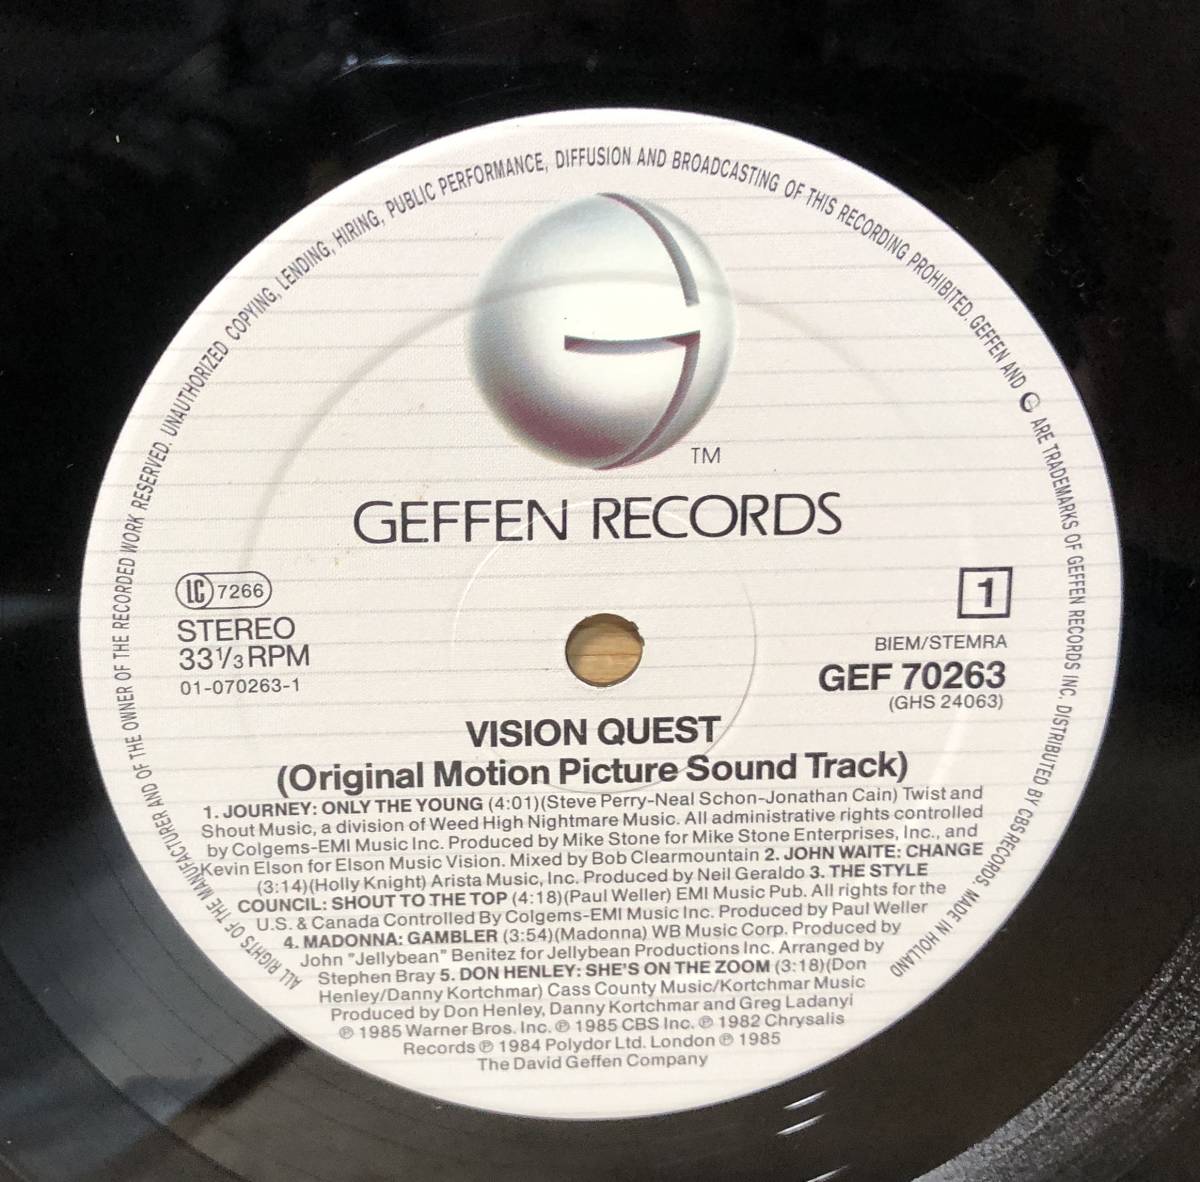 ALL RIGHTS OF THE MANUFACTURER AND OF THE OWNER OF THE RECORDED WORK RESERVED. UNAUTHORIZED COPYING, LENDING, HIRING, PUBLIC PERFORMANCE, DIFFUSION AND BROADCASTING OF THIS RECORDING PROHIBITED. GEFFEN AND G ARE TRADEMARKS OF GEFFEN RECORDS INC. DISTRIBUTED BY CBS RECORDS. MADE IN HOLLAND
TM
GEFFEN RECORDS
LC 7266
STEREO
33 1/3 RPM
01-070263-1
1
BIEM/STEMRA
GEF 70263
(GHS 24063)
VISION QUEST
(Original Motion Picture Sound Track)
1. JOURNEY: ONLY THE YOUNG (4:01)(Steve Perry-Neal Schon-Jonathan Cain) Twist and
Shout Music, a division of Weed High Nightmare Music. All administrative rights controlled
by Colgems-EMI Music Inc. Produced by Mike Stone for Mike Stone Enterprises, Inc., and
Kevin Elson for Elson Music Vision. Mixed by Bob Clearmountain 2. JOHN WAITE: CHANGE
(3:14)(Holly Knight) Arista Music, Inc. Produced by Neil Geraldo 3. THE STYLE
COUNCIL: SHOUT TO THE TOP (4:18)(Paul Weller) EMI Music Pub. All rights for the
U.S. & Canada Controlled By Colgems-EMI Music Inc. Produced by Paul Weller
4. MADONNA: GAMBLER (3:54)(Madonna) WB Music Corp. Produced by
John "Jellybean" Benitez for Jellybean Productions Inc. Arranged by
Stephen Bray 5. DON HENLEY: SHE'S ON THE ZOOM (3:18)(Don
Henley/Danny Kortchmar) Cass County Music/Kortchmar Music
Produced by Don Henley, Danny Kortchmar and Greg Ladanyi
℗ 1985 Warner Bros. Inc. ℗ 1985 CBS Inc. ℗ 1982 Chrysalis
Records ℗ 1984 Polydor Ltd. London ℗ 1985
The David Geffen Company